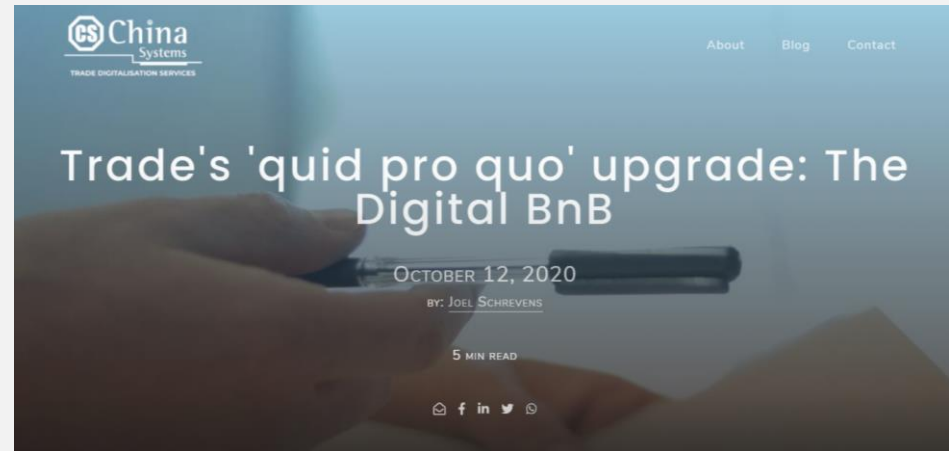 CS China
Systems
TRADE DIGITALISATION SERVICES
About Blog Contact
Trade's 'quid pro quo' upgrade: The
Digital BnB
October 12, 2020
by: Joel Schrevens
5 min read